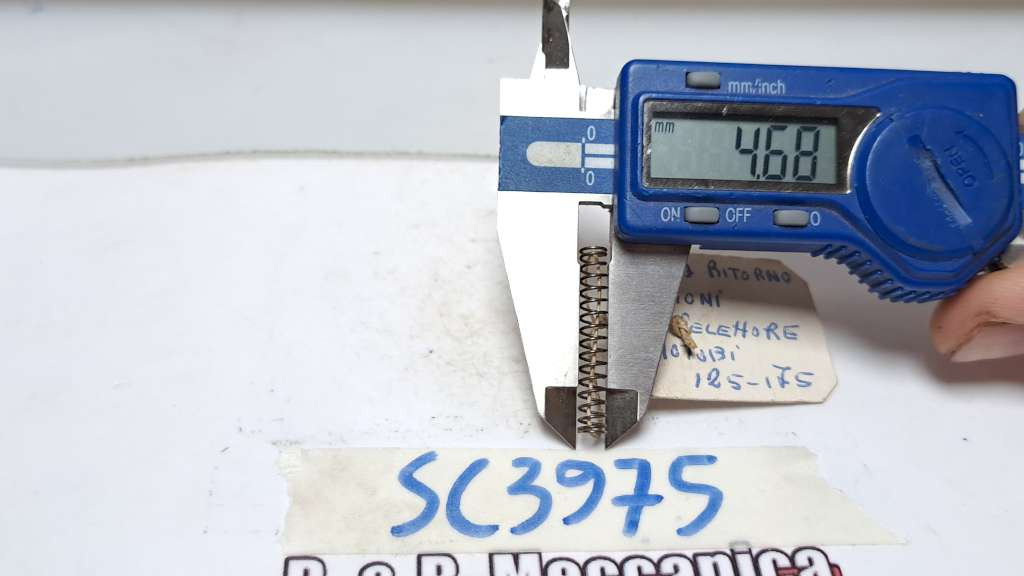 mm/inch
mm
4.68
0
0
ON OFF 0
OPEN
RITORNO
125-175
SC3975
B e B Meccanica